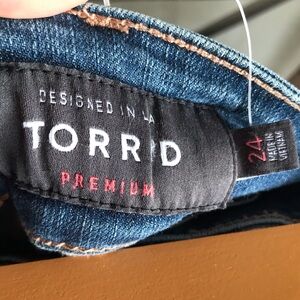 DESIGNED IN LA
TORRID
PREMIUM
24
MADE IN
VIETNAM